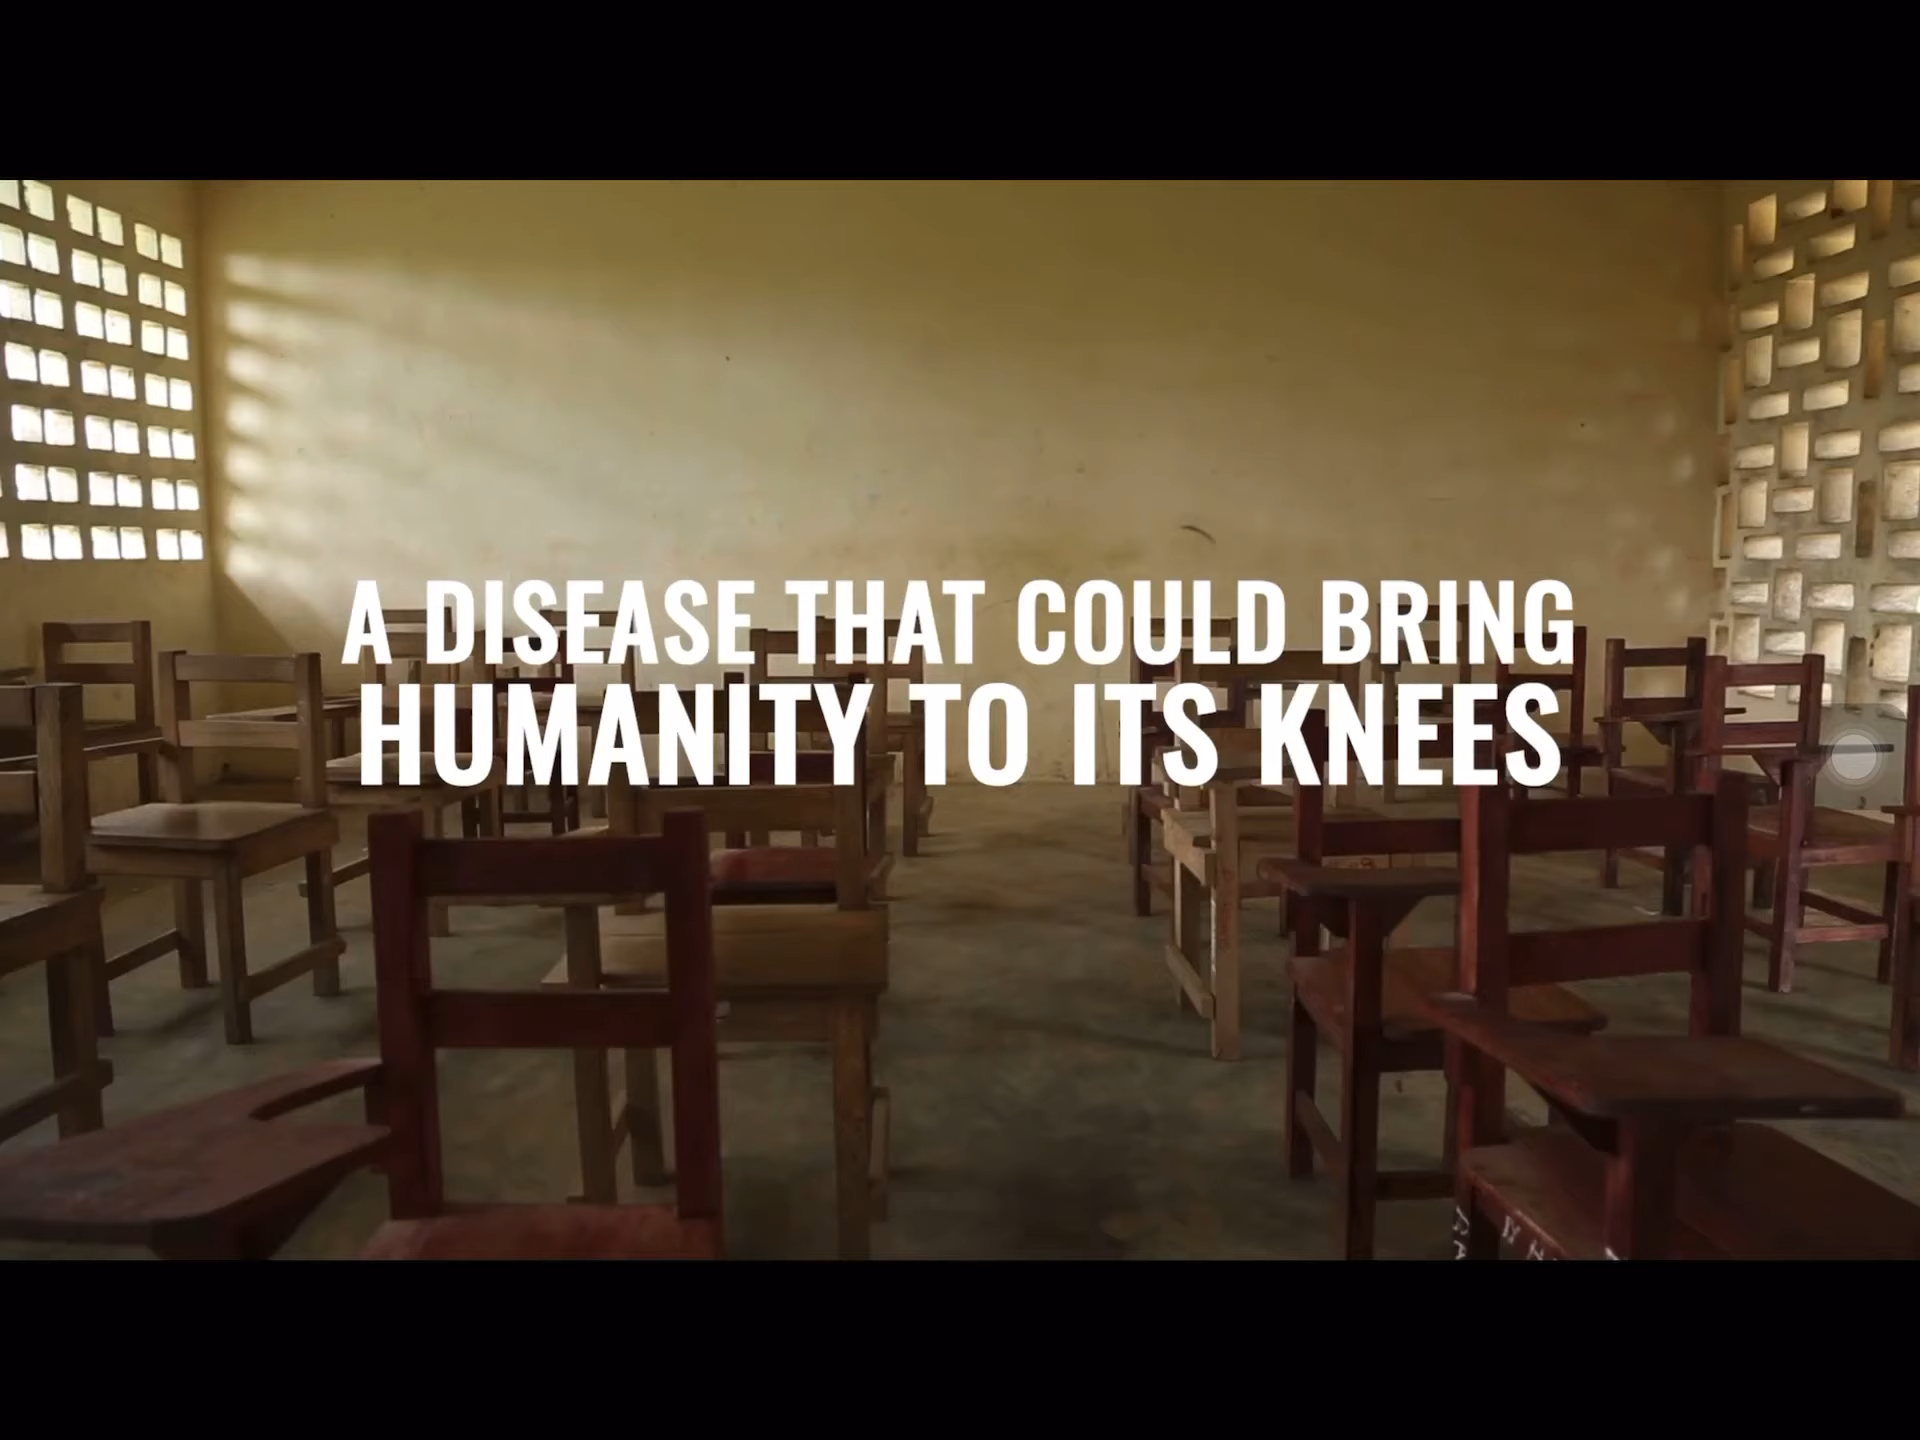 A DISEASE THAT COULD BRING
HUMANITY TO ITS KNEES